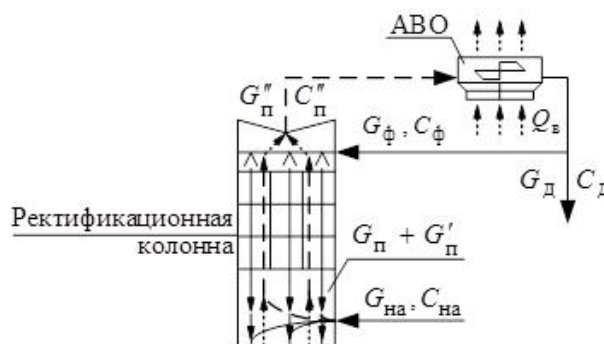 АВО
G″п C″п
Gф, Cф
Qв
Gд Cд
Ректификационная
колонна
Gп + G′п
Gна, Cна